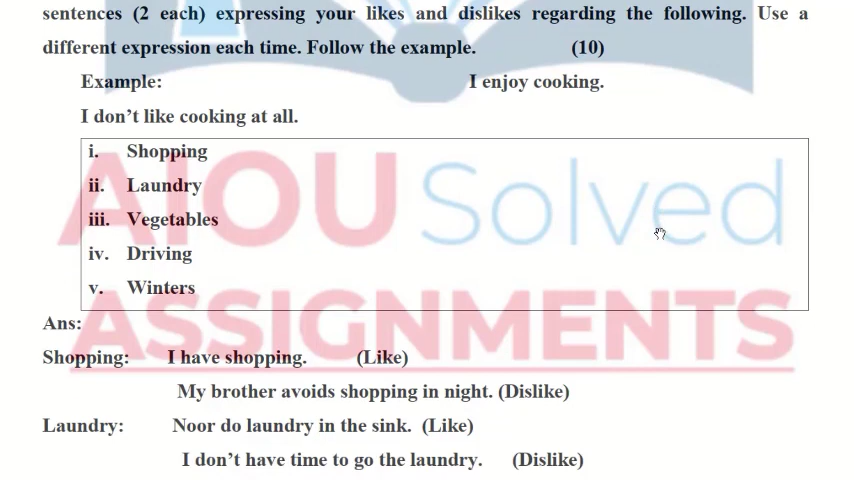 sentences (2 each) expressing your likes and dislikes regarding the following. Use a
different expression each time. Follow the example. (10)
Example: I enjoy cooking.
I don't like cooking at all.
i. Shopping
ii. Laundry
iii. Vegetables
iv. Driving
v. Winters
AIOU Solved
ASSIGNMENTS
Ans:
Shopping: I have shopping. (Like)
My brother avoids shopping in night. (Dislike)
Laundry: Noor do laundry in the sink. (Like)
I don't have time to go the laundry. (Dislike)